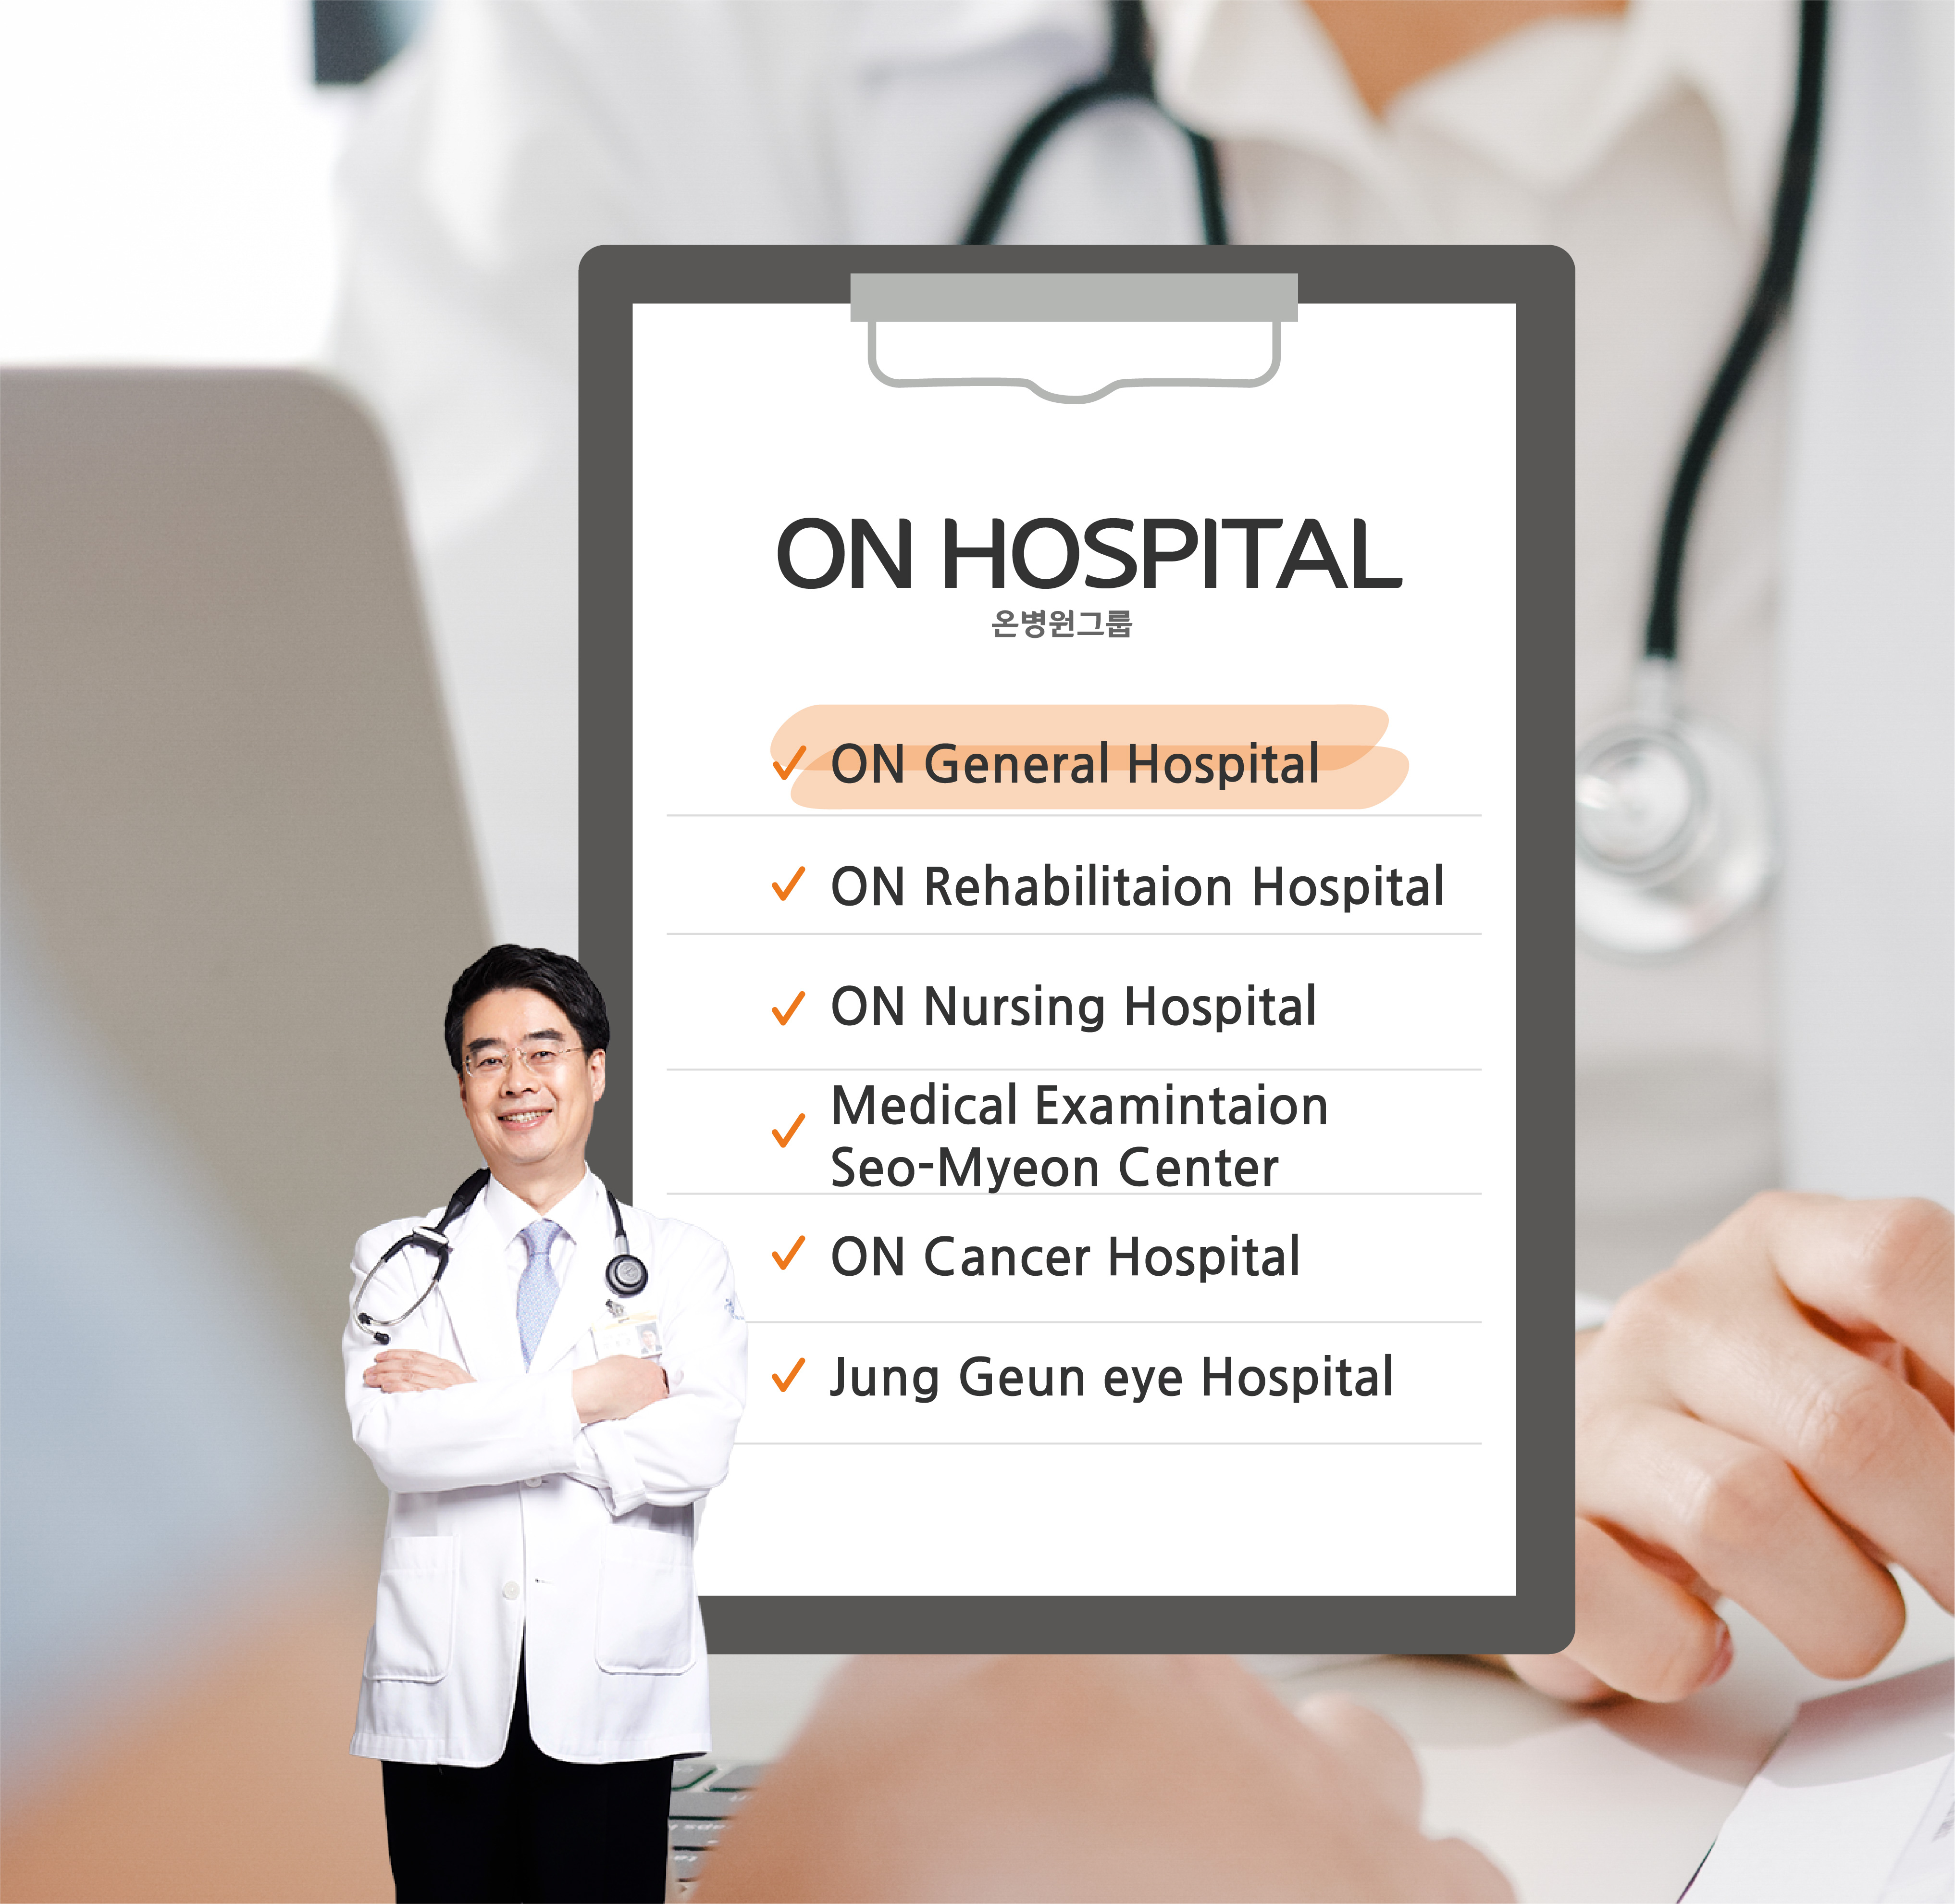 ON HOSPITAL
온병원그룹
ON General Hospital
ON Rehabilitaion Hospital
ON Nursing Hospital
Medical Examintaion
Seo-Myeon Center
ON Cancer Hospital
Jung Geun eye Hospital